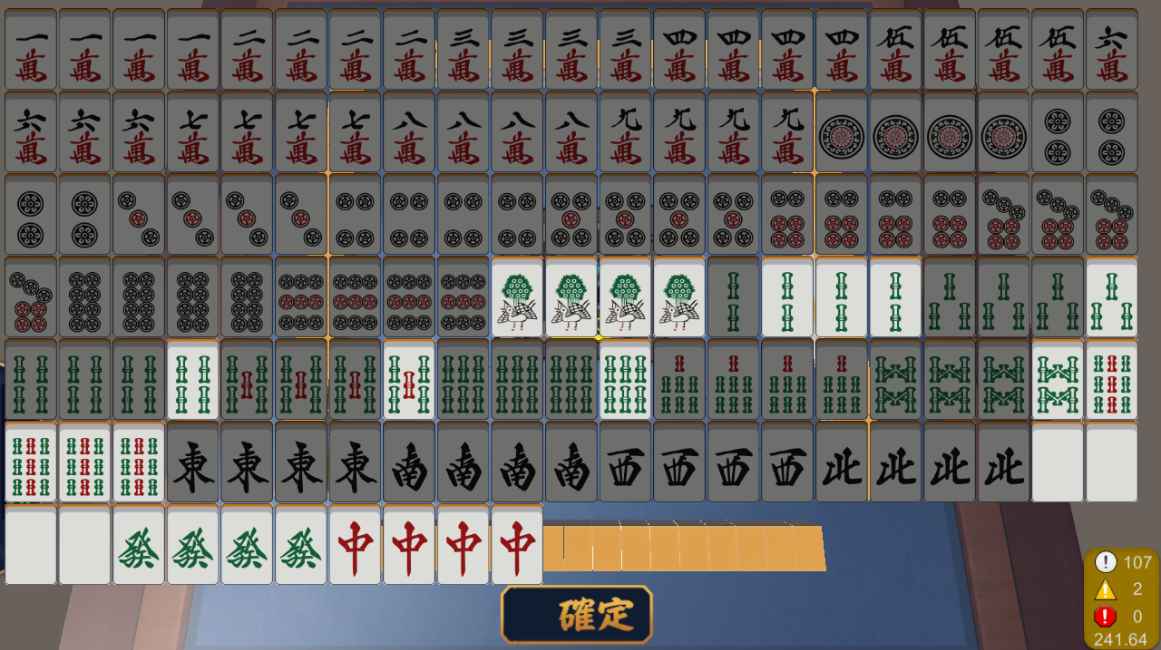 一萬 一萬 一萬 一萬 二萬 二萬 二萬 二萬 三萬 三萬 三萬 三萬 四萬 四萬 四萬 四萬 伍萬 伍萬 伍萬 伍萬 六萬
六萬 六萬 六萬 七萬 七萬 七萬 七萬 八萬 八萬 八萬 八萬 九萬 九萬 九萬 九萬
東 東 東 東 南 南 南 南 西 西 西 西 北 北 北 北
發 發 發 發 中 中 中 中
確定
! 107
! 2
! 0
241.64